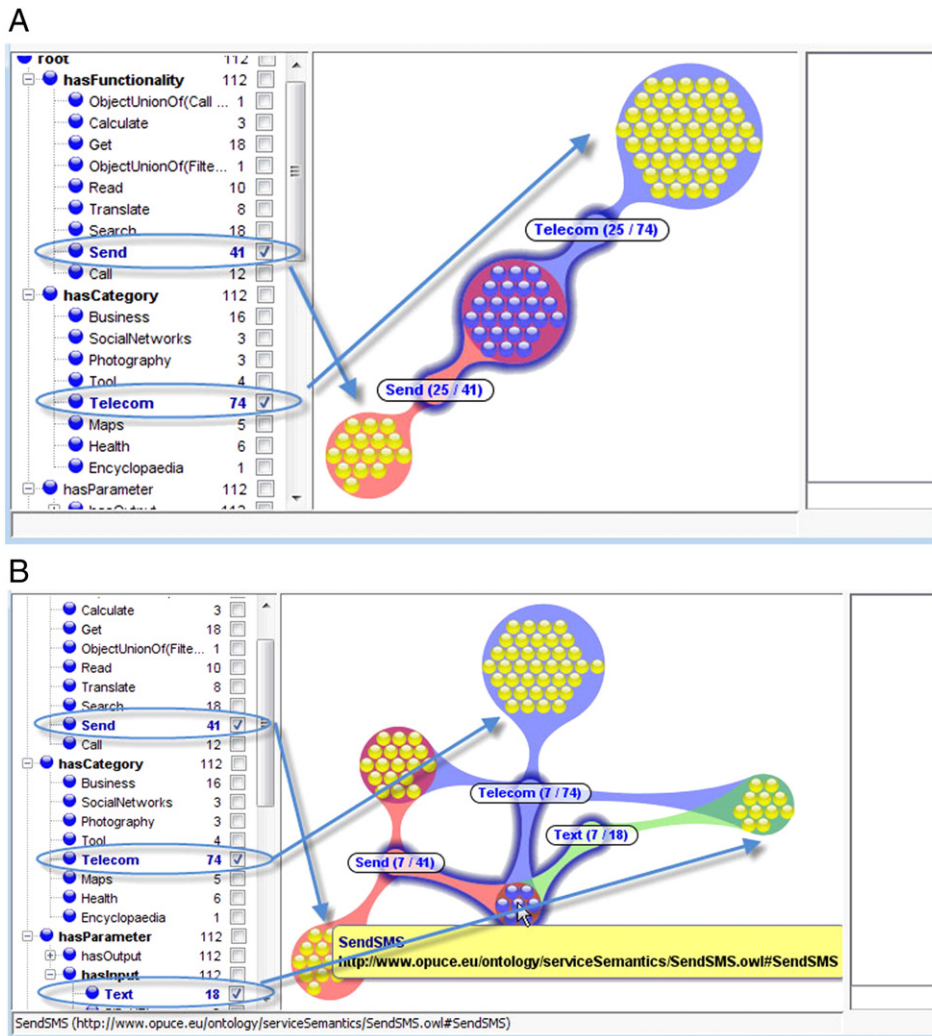 A
root 112
hasFunctionality 112
ObjectUnionOf(Call ... 1
Calculate 3
Get 18
ObjectUnionOf(Filte... 1
Read 10
Translate 8
Search 18
Send 41
Call 12
hasCategory 112
Business 16
SocialNetworks 3
Photography 3
Tool 4
Telecom 74
Maps 5
Health 6
Encyclopaedia 1
hasParameter 112
hasOutput 112
Telecom (25 / 74)
Send (25 / 41)
B
Calculate 3
Get 18
ObjectUnionOf(Filte... 1
Read 10
Translate 8
Search 18
Send 41
Call 12
hasCategory 112
Business 16
SocialNetworks 3
Photography 3
Tool 4
Telecom 74
Maps 5
Health 6
Encyclopaedia 1
hasParameter 112
hasOutput 112
hasInput 112
Text 18
Telecom (7 / 74)
Text (7 / 18)
Send (7 / 41)
SendSMS
http://www.opuce.eu/ontology/serviceSemantics/SendSMS.owl#SendSMS
SendSMS (http://www.opuce.eu/ontology/serviceSemantics/SendSMS.owl#SendSMS)